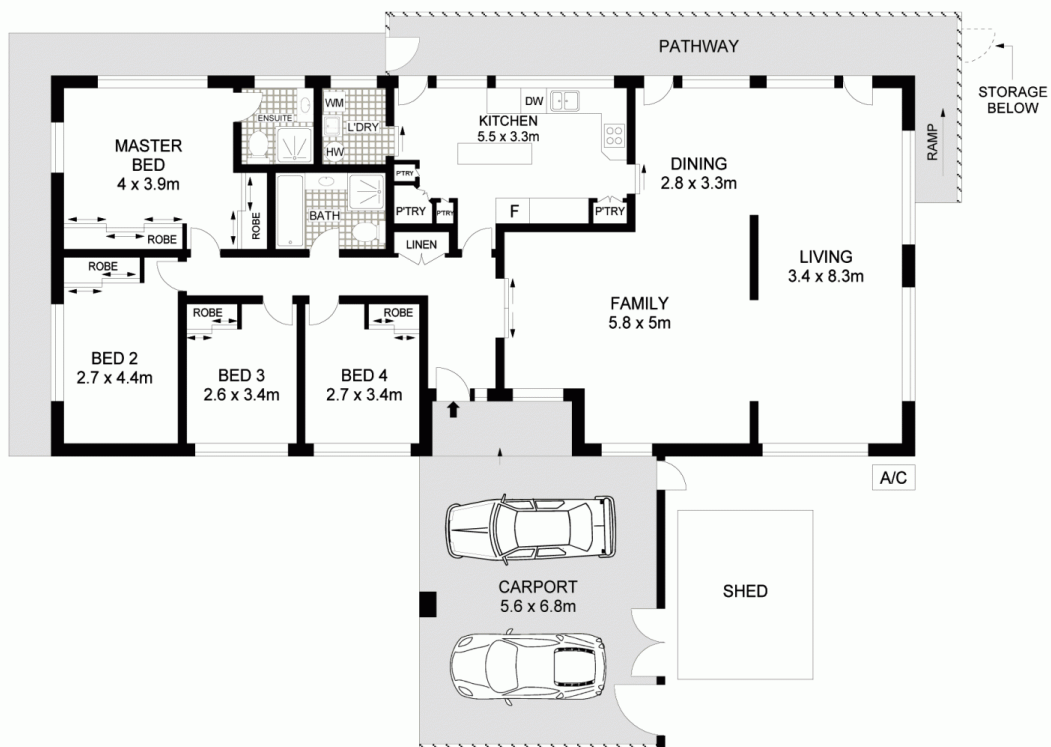 PATHWAY
STORAGE
BELOW
RAMP
MASTER
BED
4 x 3.9m
ROBE
ROBE
ENSUITE
WM
L'DRY
HW
BATH
KITCHEN
5.5 x 3.3m
DW
P'TRY
P'TRY
P'TRY
F
P'TRY
LINEN
DINING
2.8 x 3.3m
LIVING
3.4 x 8.3m
FAMILY
5.8 x 5m
ROBE
BED 2
2.7 x 4.4m
ROBE
BED 3
2.6 x 3.4m
ROBE
BED 4
2.7 x 3.4m
A/C
CARPORT
5.6 x 6.8m
SHED